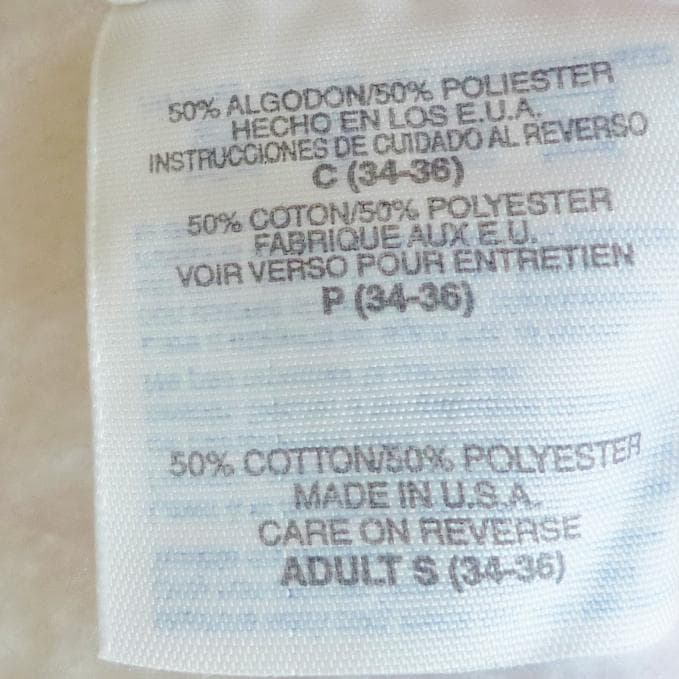 50% ALGODON/50% POLIESTER
HECHO EN LOS E.U.A.
INSTRUCCIONES DE CUIDADO AL REVERSO
C (34-36)
50% COTON/50% POLYESTER
FABRIQUE AUX E.U.
VOIR VERSO POUR ENTRETIEN
P (34-36)
50% COTTON/50% POLYESTER
MADE IN U.S.A.
CARE ON REVERSE
ADULT S (34-36)